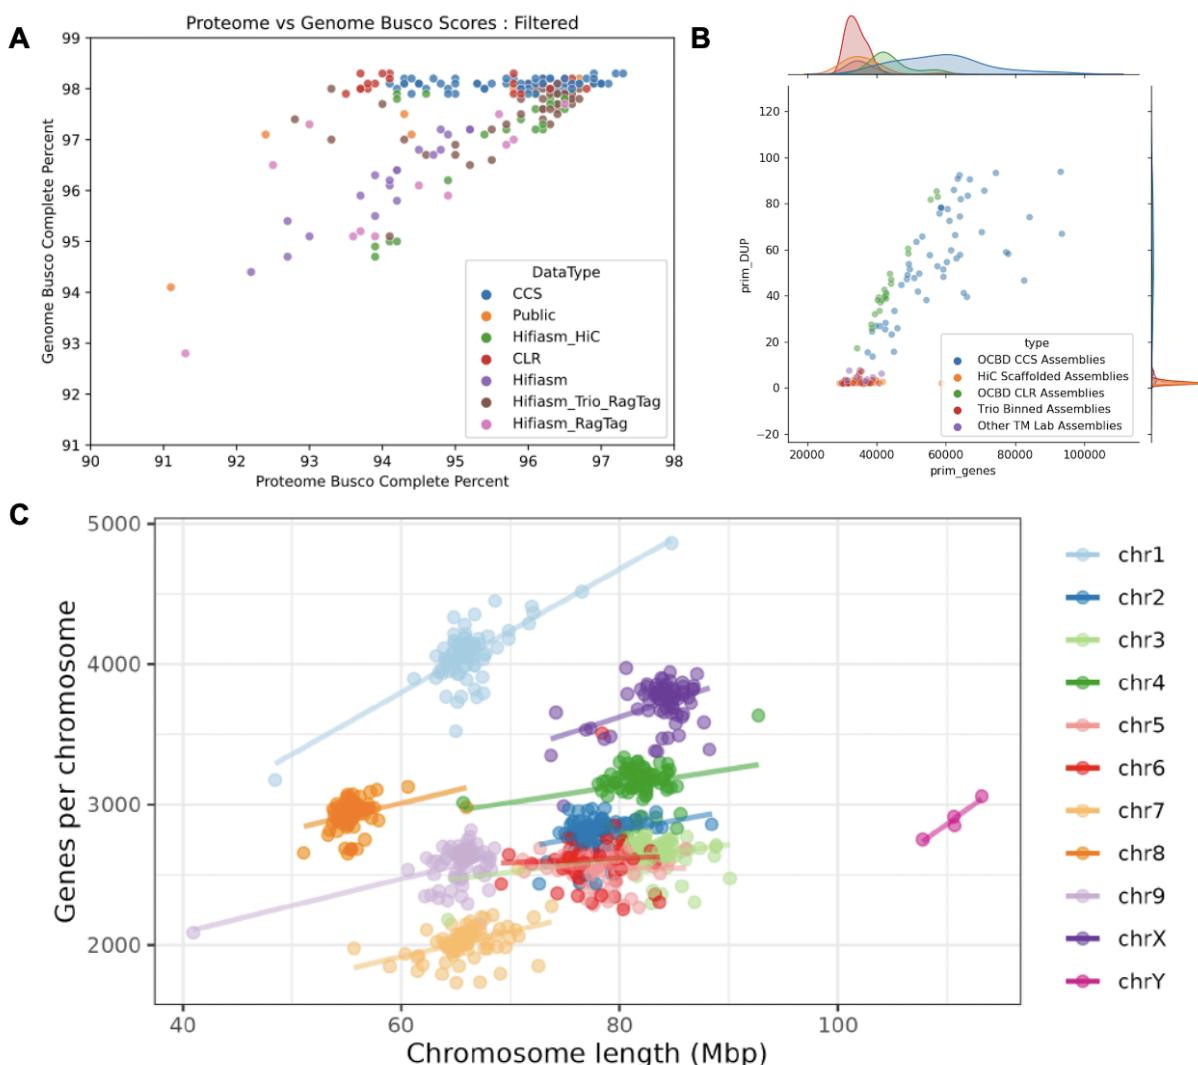 A
Proteome vs Genome Busco Scores : Filtered
99
98
97
96
95
94
93
92
91
Genome Busco Complete Percent
90 91 92 93 94 95 96 97 98
Proteome Busco Complete Percent
DataType
CCS
Public
Hifiasm_HiC
CLR
Hifiasm
Hifiasm_Trio_RagTag
Hifiasm_RagTag
B
120
100
80
60
40
20
0
−20
prim_DUP
20000 40000 60000 80000 100000
prim_genes
type
OCBD CCS Assemblies
HiC Scaffolded Assemblies
OCBD CLR Assemblies
Trio Binned Assemblies
Other TM Lab Assemblies
C
5000
4000
3000
2000
Genes per chromosome
40 60 80 100
Chromosome length (Mbp)
chr1
chr2
chr3
chr4
chr5
chr6
chr7
chr8
chr9
chrX
chrY